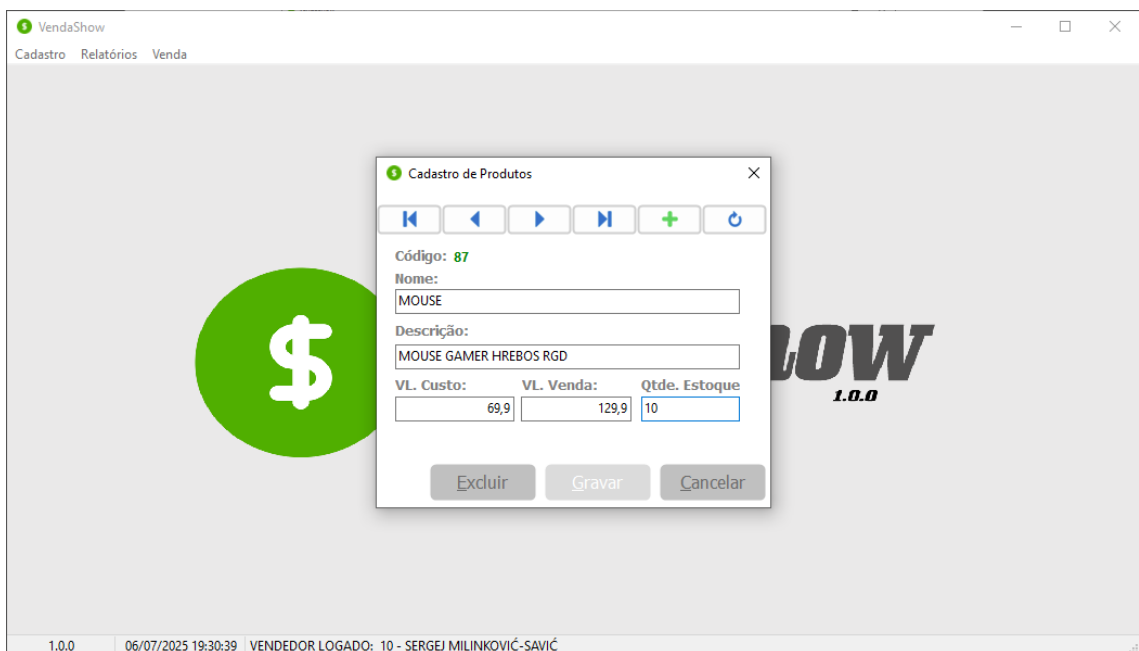 VendaShow
Cadastro Relatórios Venda
Cadastro de Produtos
Código: 87
Nome:
MOUSE
Descrição:
MOUSE GAMER HREBOS RGD
VL. Custo: VL. Venda: Qtde. Estoque
69,9 129,9 10
$
OW
1.0.0
Excluir Gravar Cancelar
1.0.0 06/07/2025 19:30:39 VENDEDOR LOGADO: 10 - SERGEJ MILINKOVIĆ-SAVIĆ